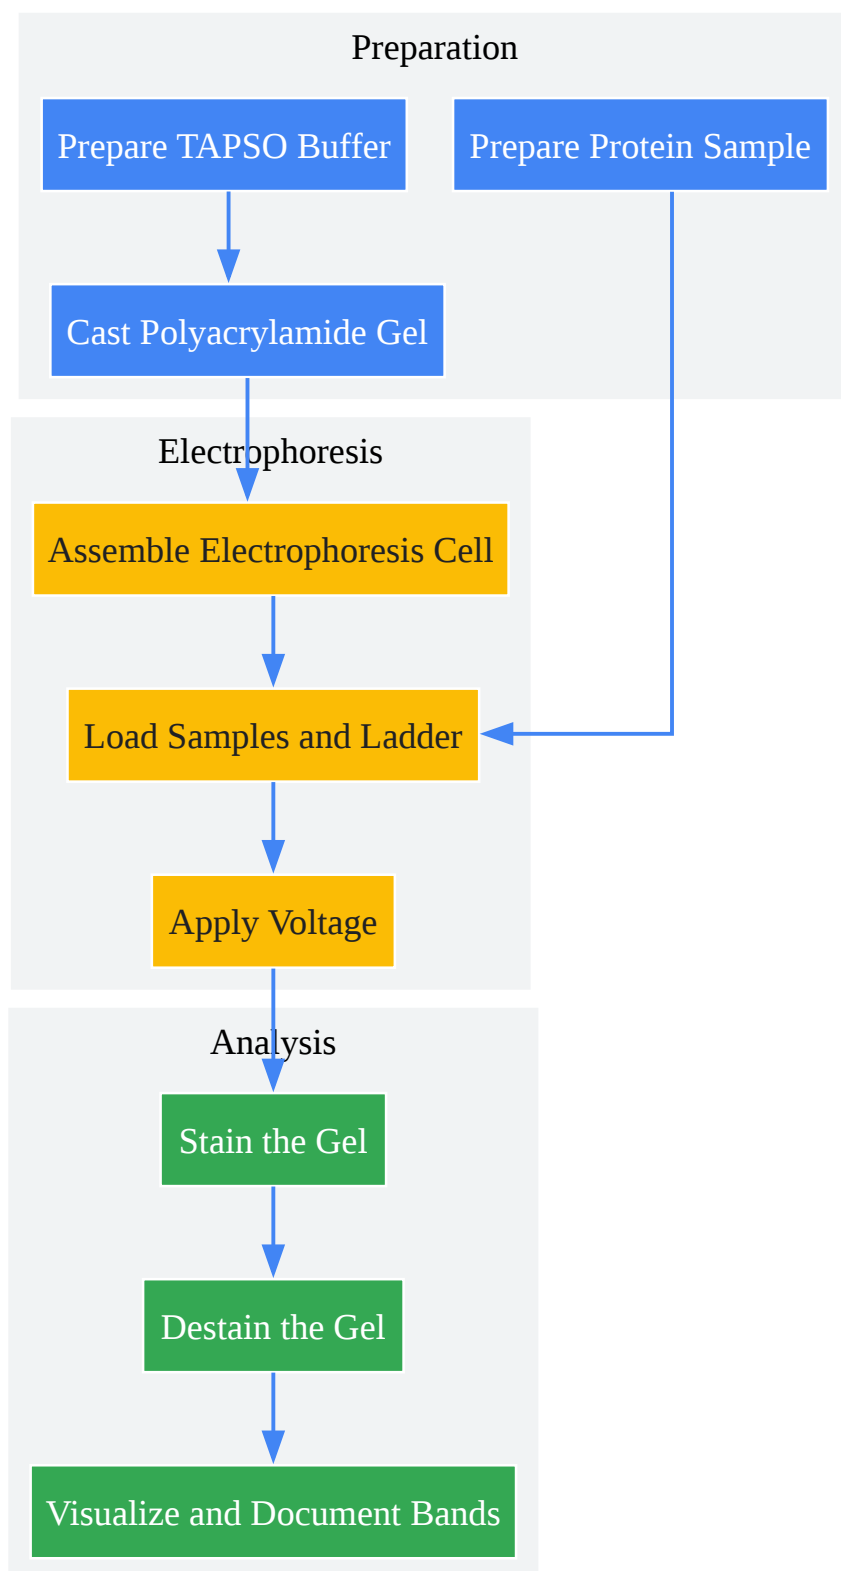 Preparation
Prepare TAPSO Buffer
Prepare Protein Sample
Cast Polyacrylamide Gel
Electrophoresis
Assemble Electrophoresis Cell
Load Samples and Ladder
Apply Voltage
Analysis
Stain the Gel
Destain the Gel
Visualize and Document Bands